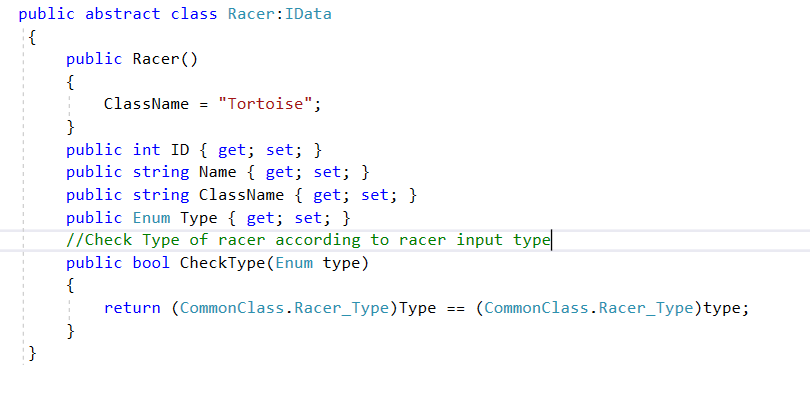 public abstract class Racer:IData
{
public Racer()
{
ClassName = "Tortoise";
}
public int ID { get; set; }
public string Name { get; set; }
public string ClassName { get; set; }
public Enum Type { get; set; }
//Check Type of racer according to racer input type
public bool CheckType(Enum type)
{
return (CommonClass.Racer_Type)Type == (CommonClass.Racer_Type)type;
}
}